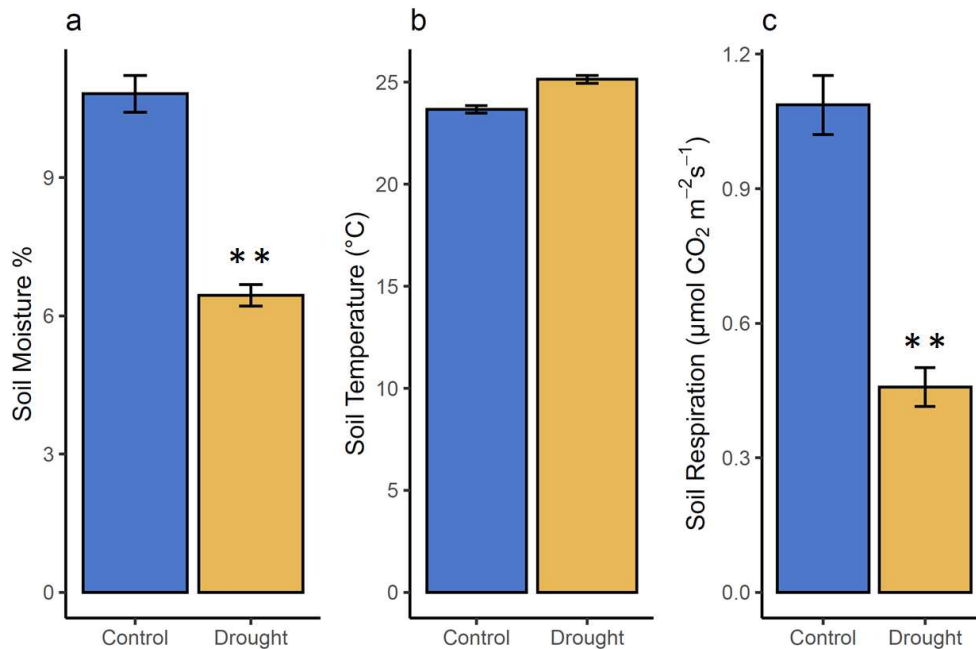 a
Soil Moisture %
9
6
3
0
**
Control Drought
b
Soil Temperature (°C)
25
20
15
10
5
0
Control Drought
c
Soil Respiration (μmol CO₂ m⁻²s⁻¹)
1.2
0.9
0.6
0.3
0.0
**
Control Drought